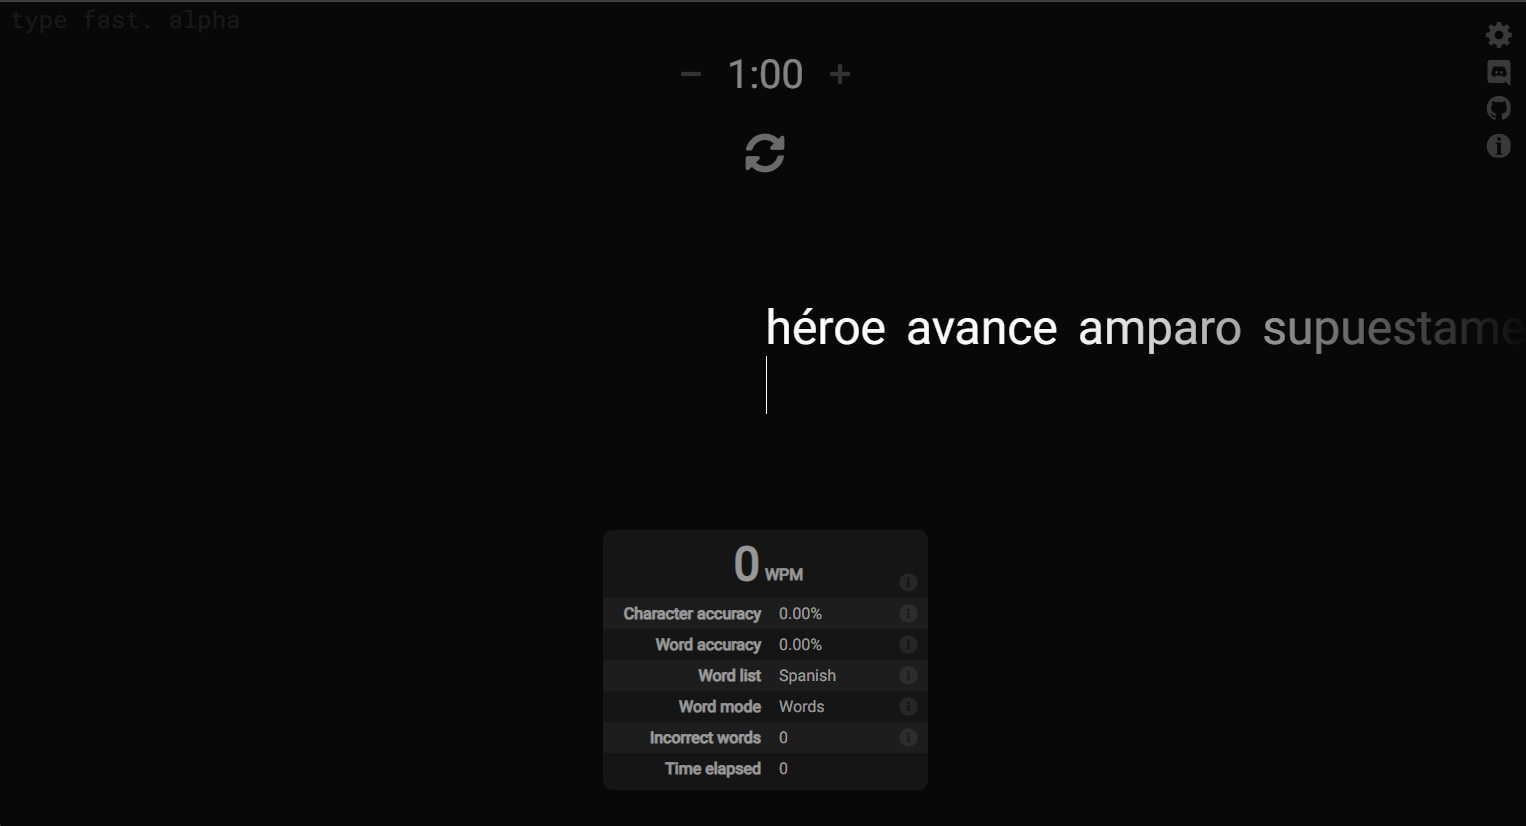 type fast. alpha
1:00
héroe avance amparo supuestame
0 WPM
Character accuracy 0.00%
Word accuracy 0.00%
Word list Spanish
Word mode Words
Incorrect words 0
Time elapsed 0